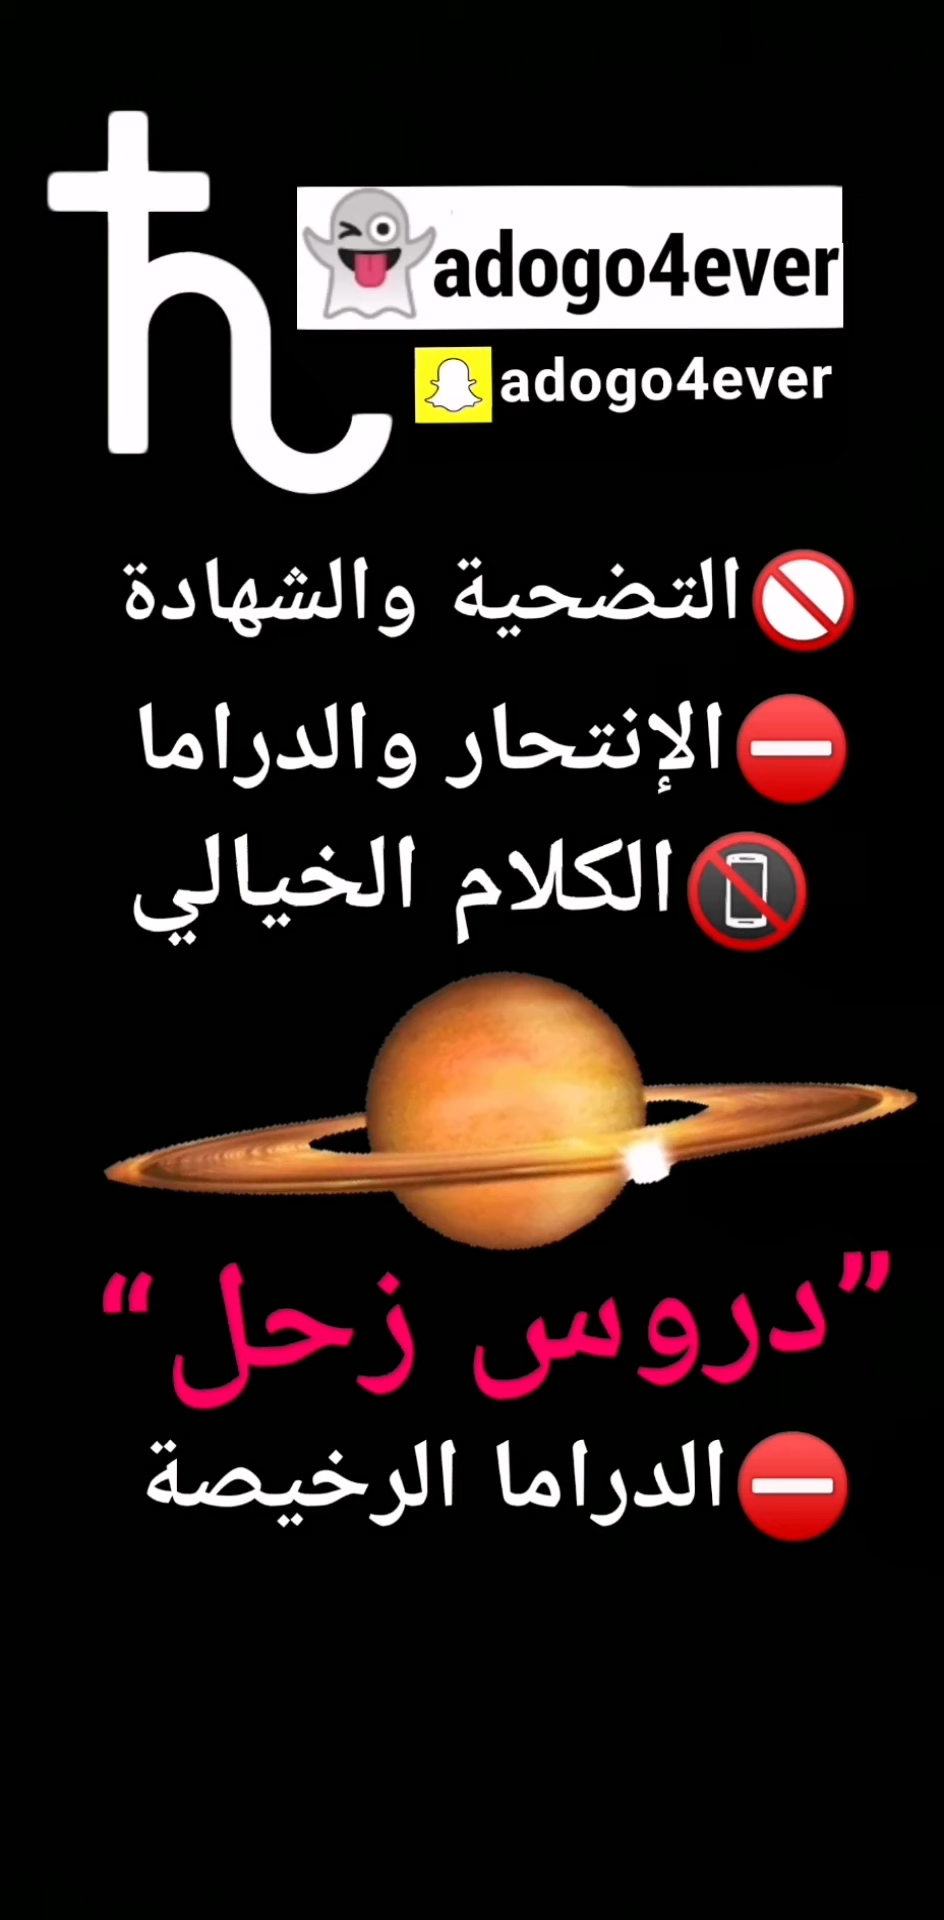 adogo4ever
adogo4ever
التضحية والشهادة
الإنتحار والدراما
الكلام الخيالي
”دروس زحل“
الدراما الرخيصة